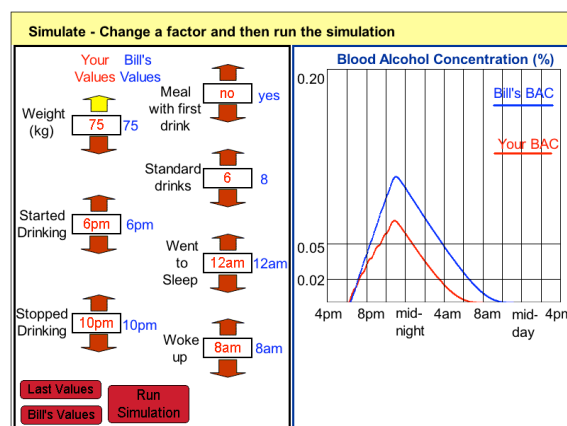 Simulate - Change a factor and then run the simulation
Your Bill's
Values Values
Weight
(kg)
75 75
Started
Drinking
6pm 6pm
Stopped
Drinking
10pm 10pm
Meal
with first
drink
no yes
Standard
drinks
6 8
Went
to
Sleep
12am 12am
Woke
up
8am 8am
Last Values
Bill's Values
Run
Simulation
Blood Alcohol Concentration (%)
0.20
Bill's BAC
Your BAC
0.05
0.02
4pm 8pm mid-night 4am 8am mid-day 4pm